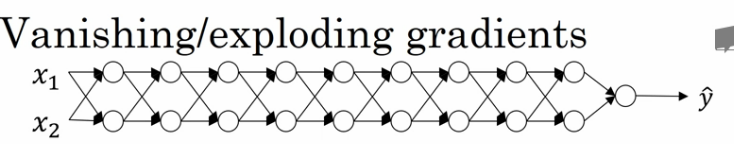 Vanishing/exploding gradients
x₁
x₂
ŷ